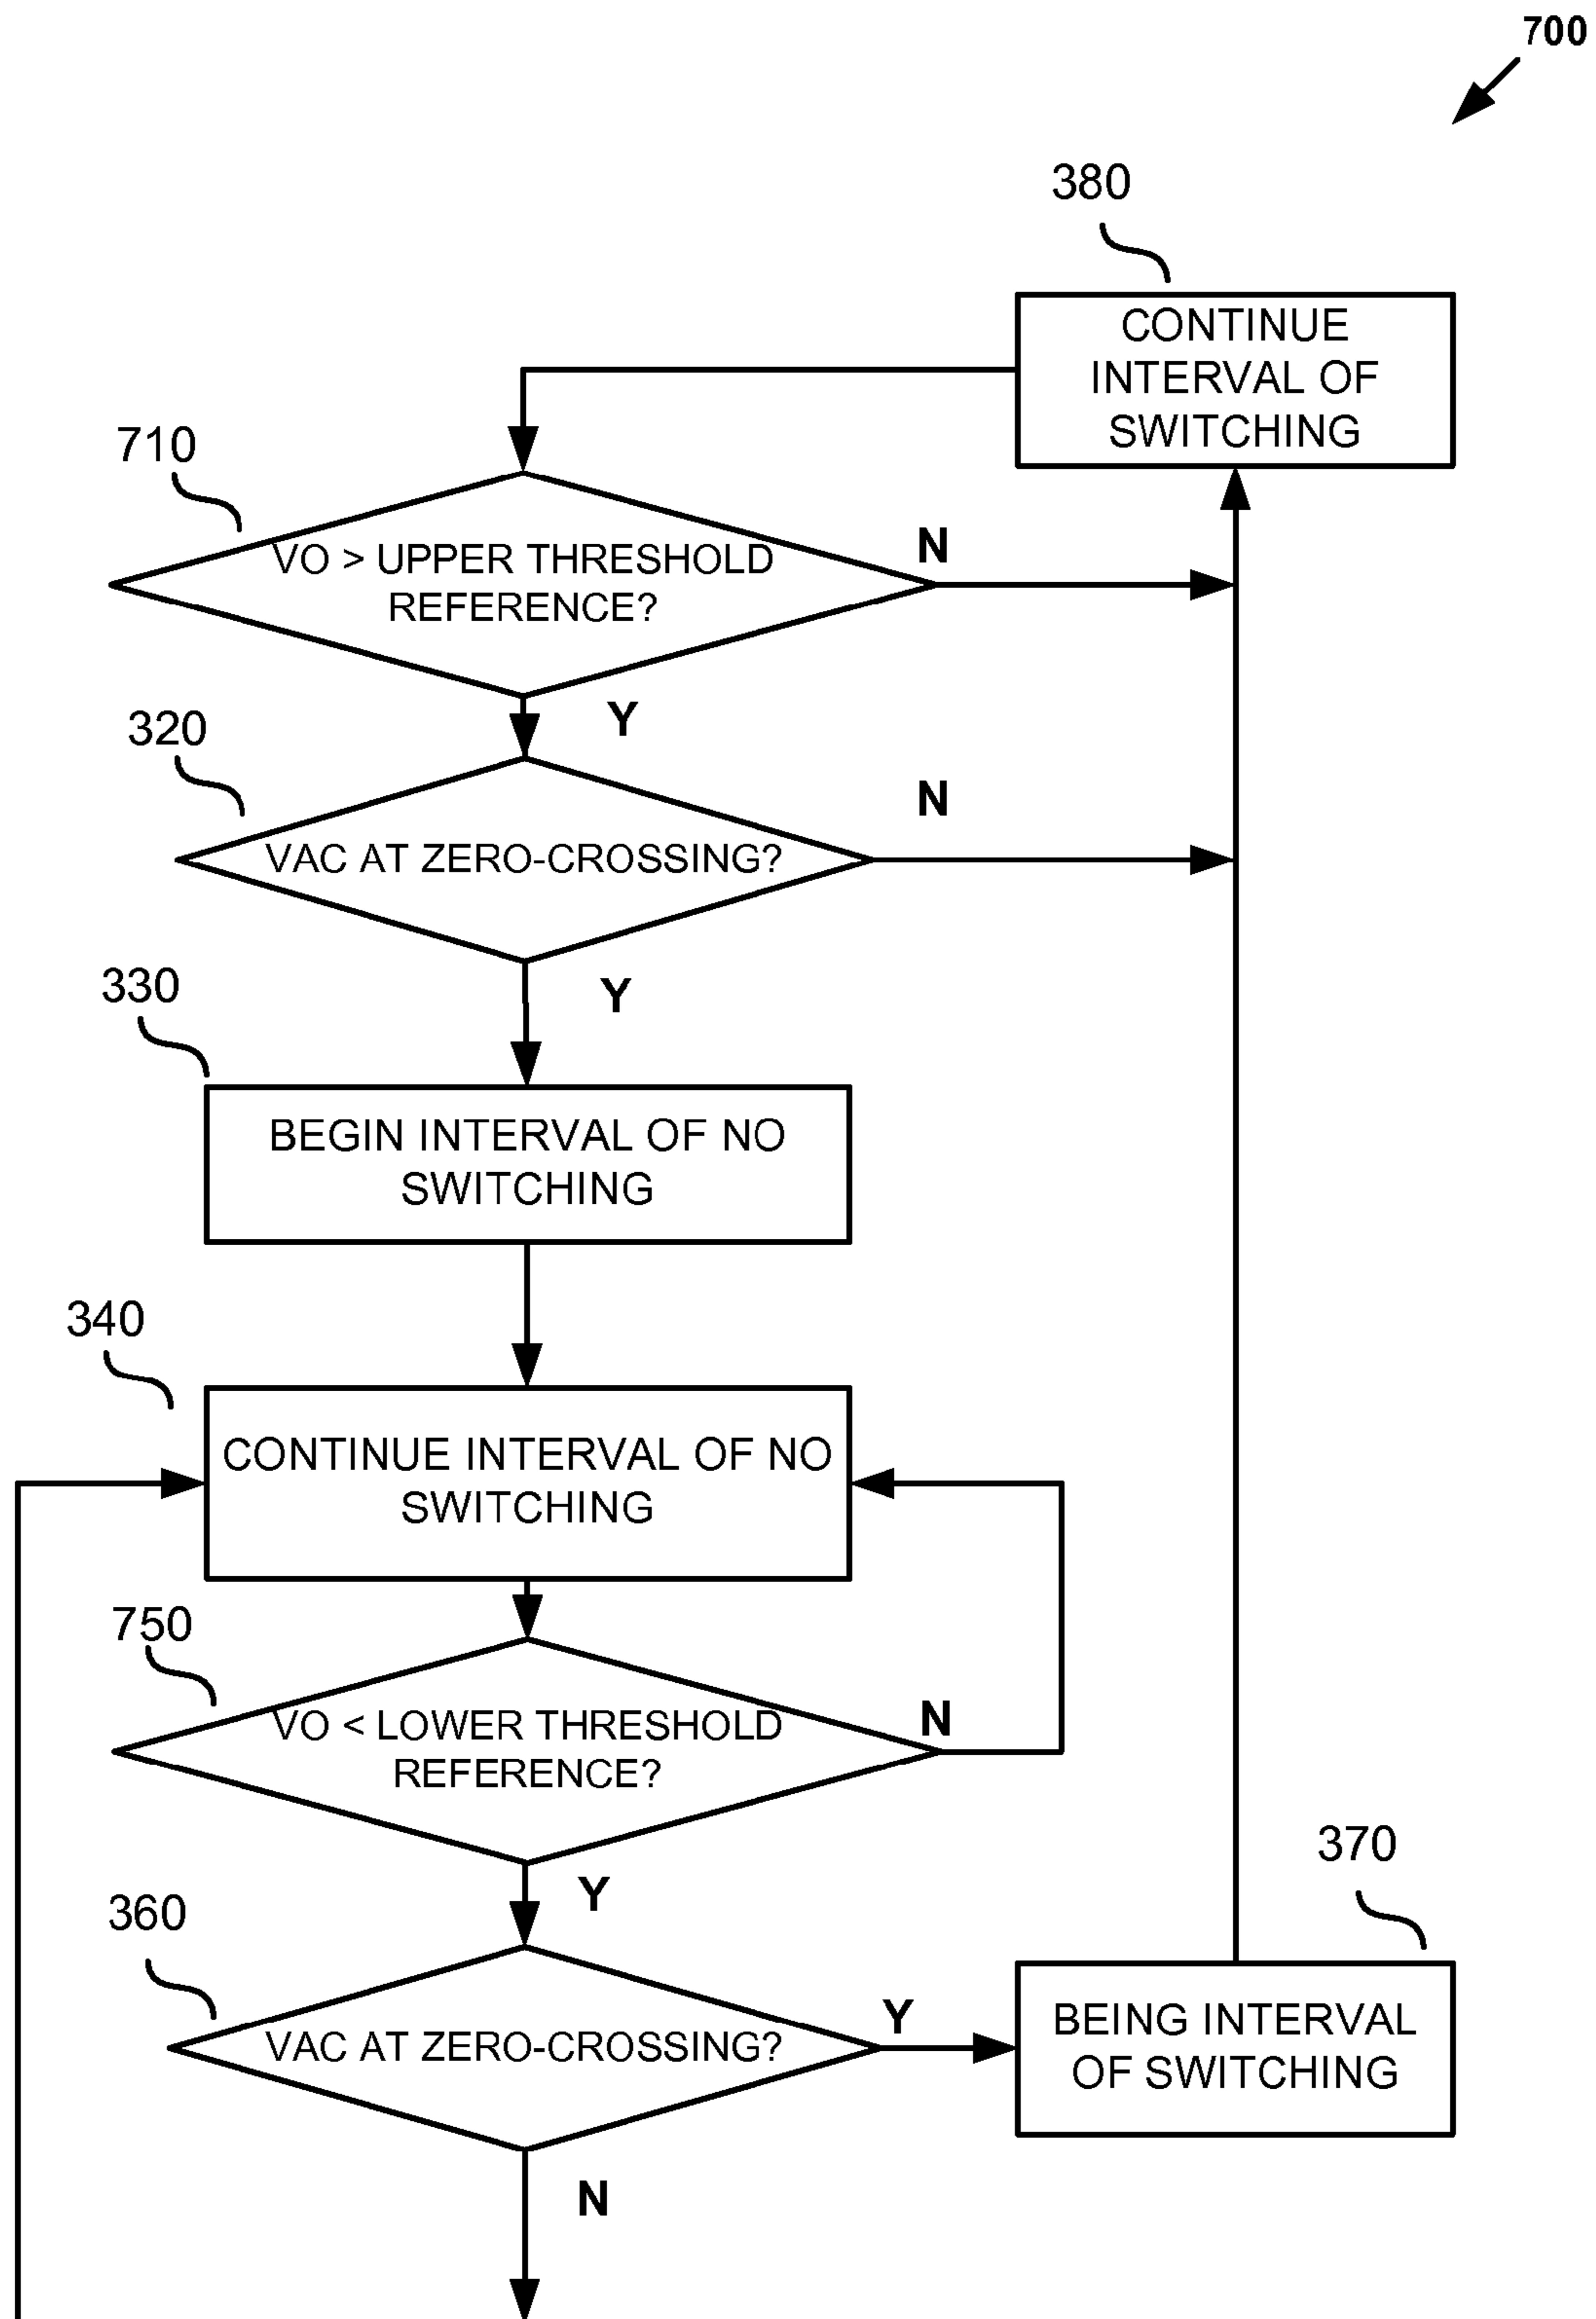 700
380
CONTINUE
INTERVAL OF
SWITCHING
710
VO > UPPER THRESHOLD
REFERENCE?
N
Y
320
VAC AT ZERO-CROSSING?
N
Y
330
BEGIN INTERVAL OF NO
SWITCHING
340
CONTINUE INTERVAL OF NO
SWITCHING
750
VO < LOWER THRESHOLD
REFERENCE?
N
Y
360
VAC AT ZERO-CROSSING?
Y
370
BEING INTERVAL
OF SWITCHING
N